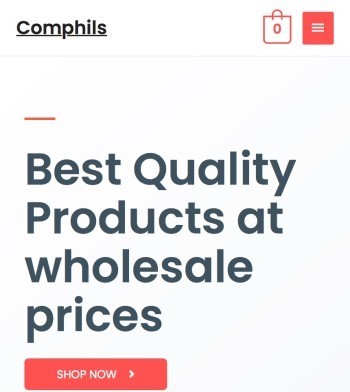 Comphils
0
Best Quality
Products at
wholesale
prices
SHOP NOW